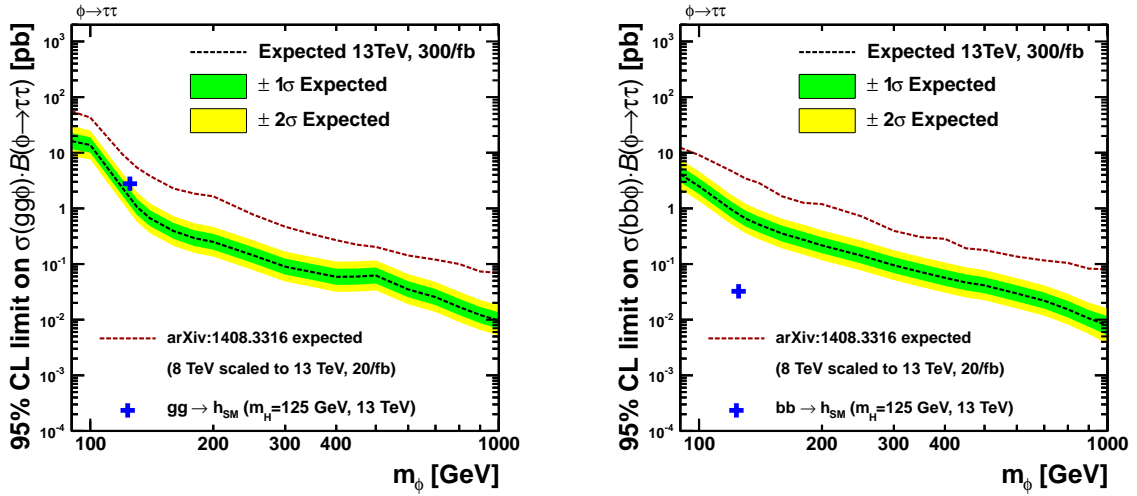 φ→ττ
95% CL limit on σ(ggφ)·B(φ→ττ) [pb]
10³
10²
10
1
10⁻¹
10⁻²
10⁻³
10⁻⁴
Expected 13TeV, 300/fb
± 1σ Expected
± 2σ Expected
arXiv:1408.3316 expected
(8 TeV scaled to 13 TeV, 20/fb)
gg → h_SM (m_H=125 GeV, 13 TeV)
100 200 300 400 1000
m_φ [GeV]
φ→ττ
95% CL limit on σ(bbφ)·B(φ→ττ) [pb]
10³
10²
10
1
10⁻¹
10⁻²
10⁻³
10⁻⁴
Expected 13TeV, 300/fb
± 1σ Expected
± 2σ Expected
arXiv:1408.3316 expected
(8 TeV scaled to 13 TeV, 20/fb)
bb → h_SM (m_H=125 GeV, 13 TeV)
100 200 300 400 1000
m_φ [GeV]